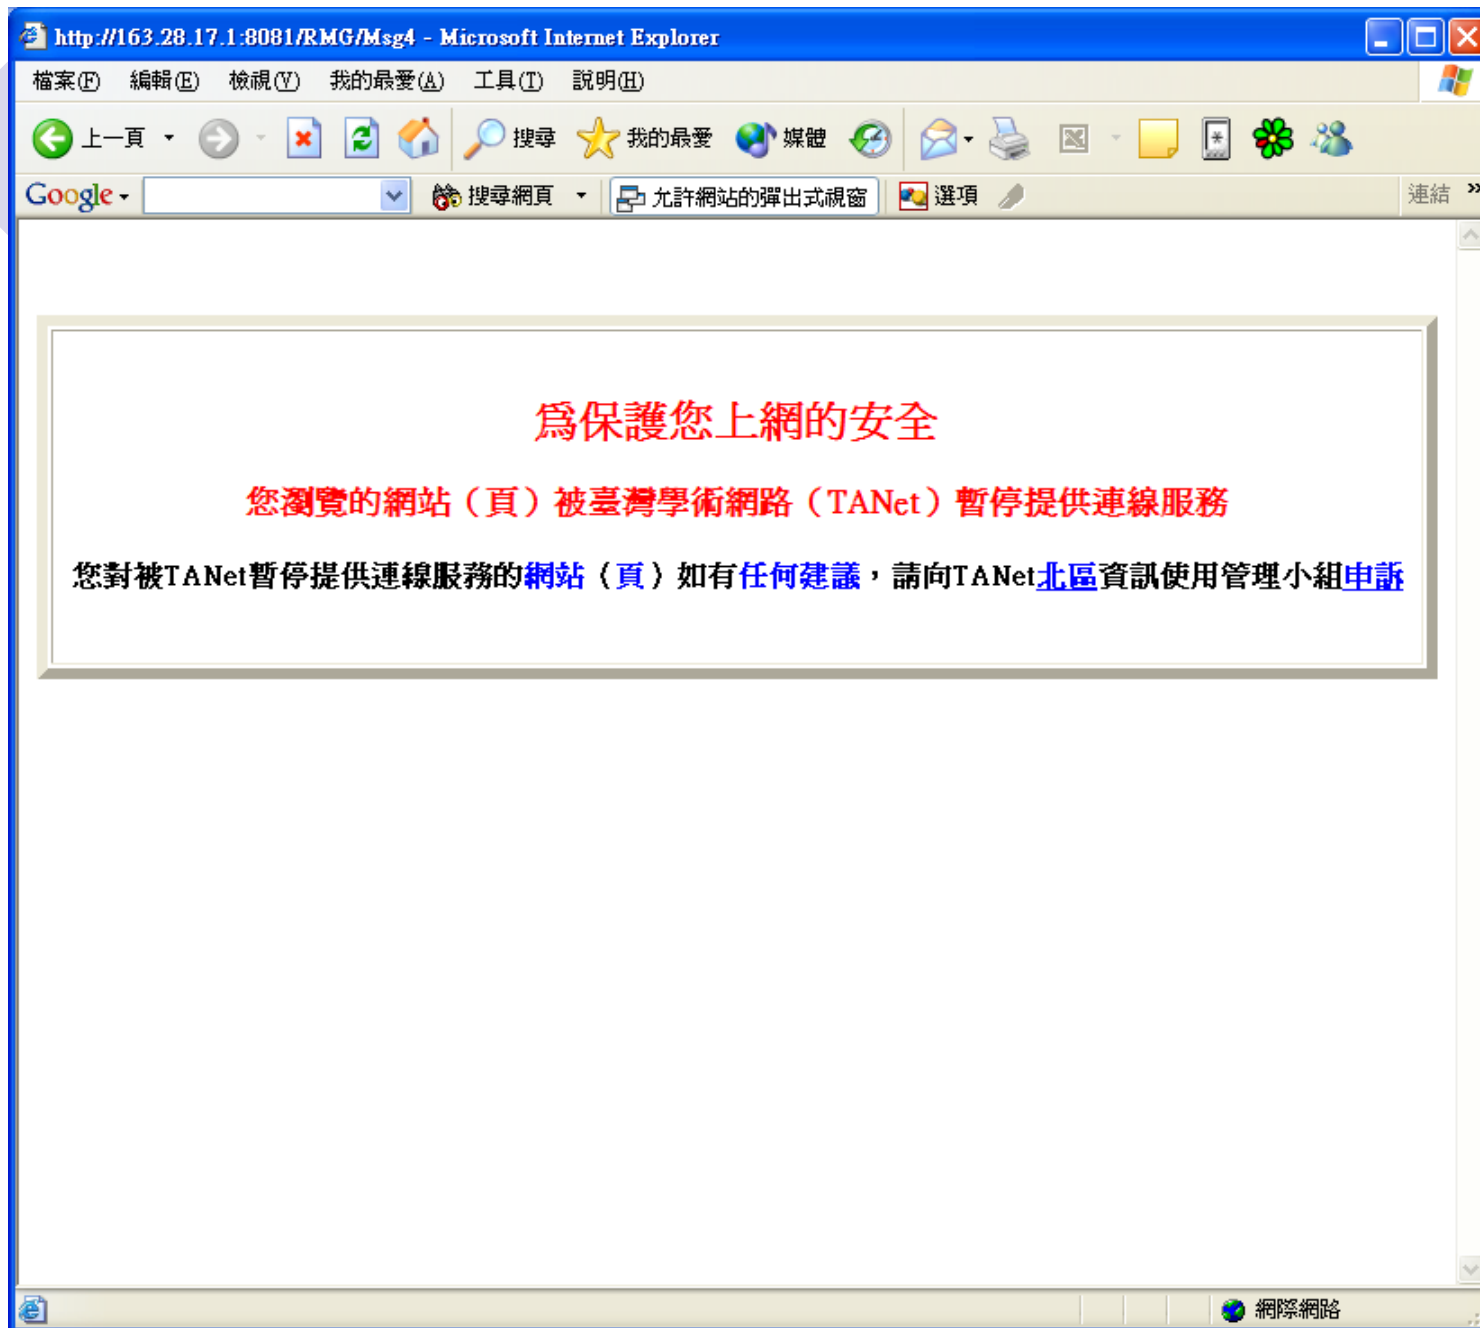 http://163.28.17.1:8081/RMG/Msg4 - Microsoft Internet Explorer
檔案(F) 編輯(E) 檢視(V) 我的最愛(A) 工具(T) 說明(H)
上一頁 搜尋 我的最愛 媒體
Google 搜尋網頁 允許網站的彈出式視窗 選項 連結 »
為保護您上網的安全
您瀏覽的網站（頁）被臺灣學術網路（TANet）暫停提供連線服務
您對被TANet暫停提供連線服務的網站（頁）如有任何建議，請向TANet北區資訊使用管理小組申訴
網際網路